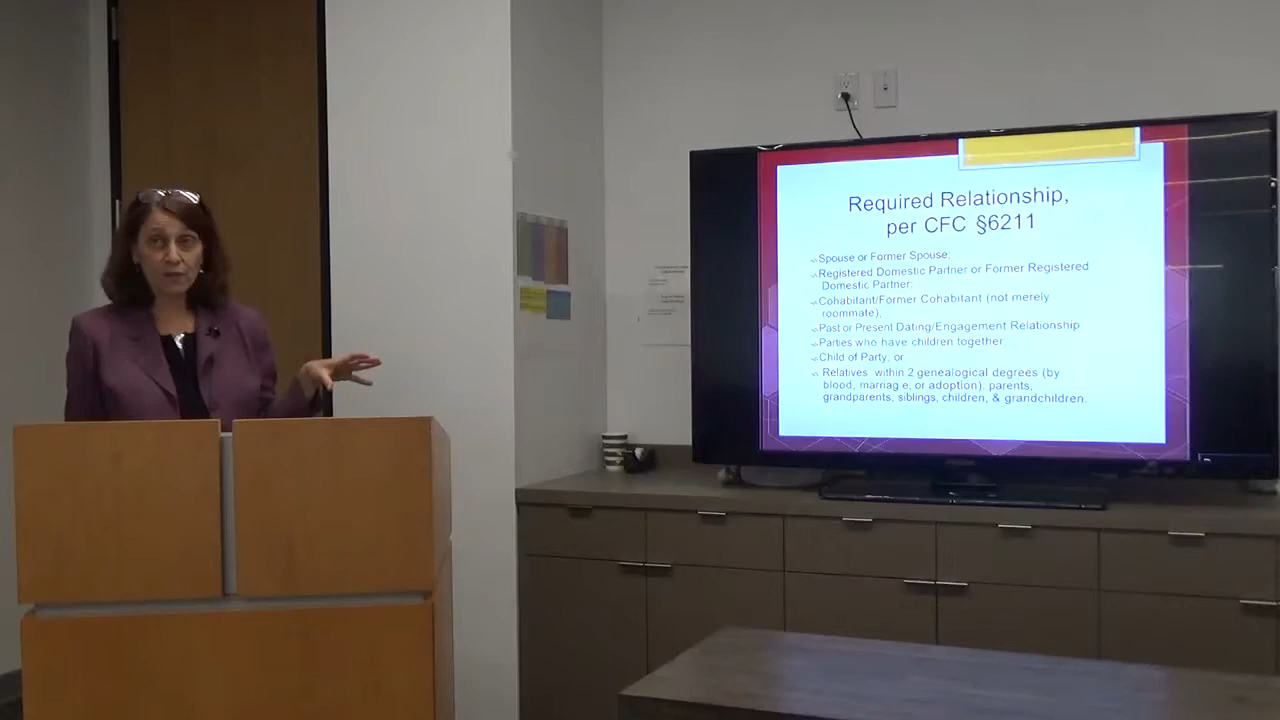 Required Relationship,
per CFC §6211
Spouse or Former Spouse;
Registered Domestic Partner or Former Registered
Domestic Partner;
Cohabitant/Former Cohabitant (not merely
roommate);
Past or Present Dating/Engagement Relationship
Parties who have children together;
Child of Party; or
Relatives within 2 genealogical degrees (by
blood, marriag e, or adoption): parents,
grandparents, siblings, children, & grandchildren.